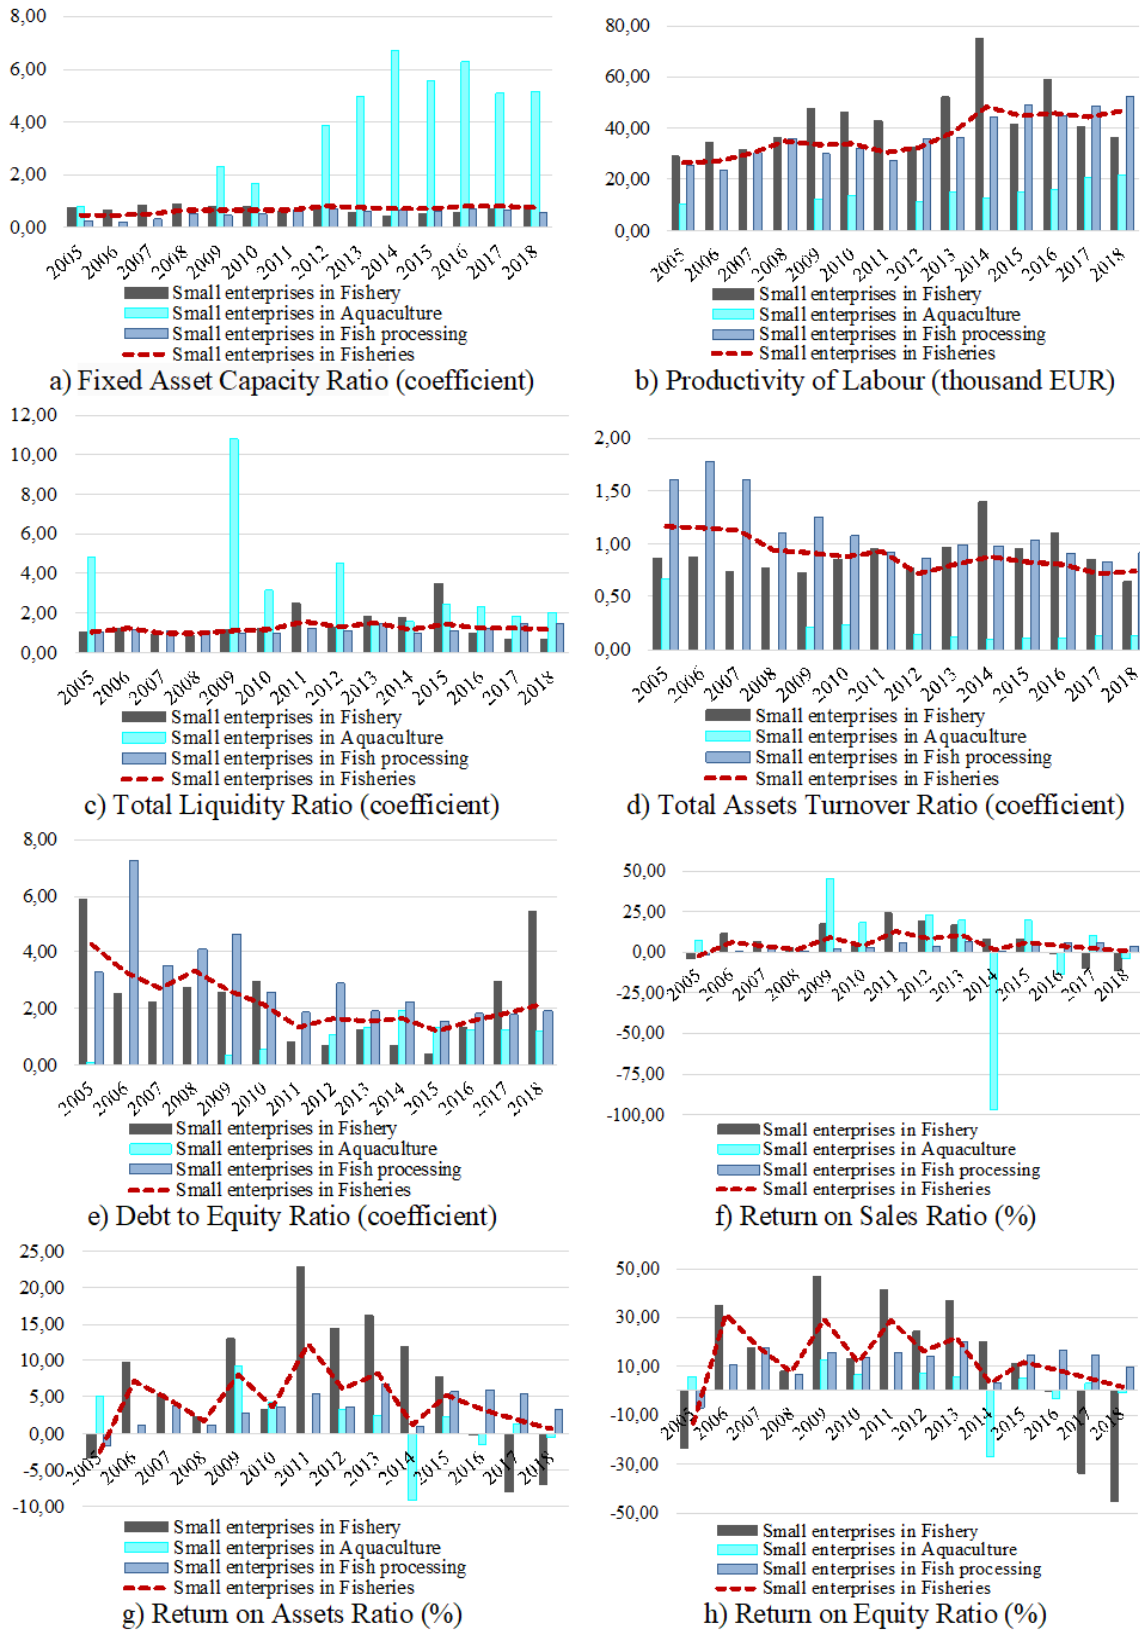 8,00
6,00
4,00
2,00
0,00
2005 2006 2007 2008 2009 2010 2011 2012 2013 2014 2015 2016 2017 2018
Small enterprises in Fishery
Small enterprises in Aquaculture
Small enterprises in Fish processing
Small enterprises in Fisheries
a) Fixed Asset Capacity Ratio (coefficient)
80,00
60,00
40,00
20,00
0,00
2005 2006 2007 2008 2009 2010 2011 2012 2013 2014 2015 2016 2017 2018
Small enterprises in Fishery
Small enterprises in Aquaculture
Small enterprises in Fish processing
Small enterprises in Fisheries
b) Productivity of Labour (thousand EUR)
12,00
10,00
8,00
6,00
4,00
2,00
0,00
2005 2006 2007 2008 2009 2010 2011 2012 2013 2014 2015 2016 2017 2018
Small enterprises in Fishery
Small enterprises in Aquaculture
Small enterprises in Fish processing
Small enterprises in Fisheries
c) Total Liquidity Ratio (coefficient)
2,00
1,50
1,00
0,50
0,00
2005 2006 2007 2008 2009 2010 2011 2012 2013 2014 2015 2016 2017 2018
Small enterprises in Fishery
Small enterprises in Aquaculture
Small enterprises in Fish processing
Small enterprises in Fisheries
d) Total Assets Turnover Ratio (coefficient)
8,00
6,00
4,00
2,00
0,00
2005 2006 2007 2008 2009 2010 2011 2012 2013 2014 2015 2016 2017 2018
Small enterprises in Fishery
Small enterprises in Aquaculture
Small enterprises in Fish processing
Small enterprises in Fisheries
e) Debt to Equity Ratio (coefficient)
50,00
25,00
0,00
-25,00
-50,00
-75,00
-100,00
2005 2006 2007 2008 2009 2010 2011 2012 2013 2014 2015 2016 2017 2018
Small enterprises in Fishery
Small enterprises in Aquaculture
Small enterprises in Fish processing
Small enterprises in Fisheries
f) Return on Sales Ratio (%)
25,00
20,00
15,00
10,00
5,00
0,00
-5,00
-10,00
2005 2006 2007 2008 2009 2010 2011 2012 2013 2014 2015 2016 2017 2018
Small enterprises in Fishery
Small enterprises in Aquaculture
Small enterprises in Fish processing
Small enterprises in Fisheries
g) Return on Assets Ratio (%)
50,00
30,00
10,00
-10,00
-30,00
-50,00
2005 2006 2007 2008 2009 2010 2011 2012 2013 2014 2015 2016 2017 2018
Small enterprises in Fishery
Small enterprises in Aquaculture
Small enterprises in Fish processing
Small enterprises in Fisheries
h) Return on Equity Ratio (%)